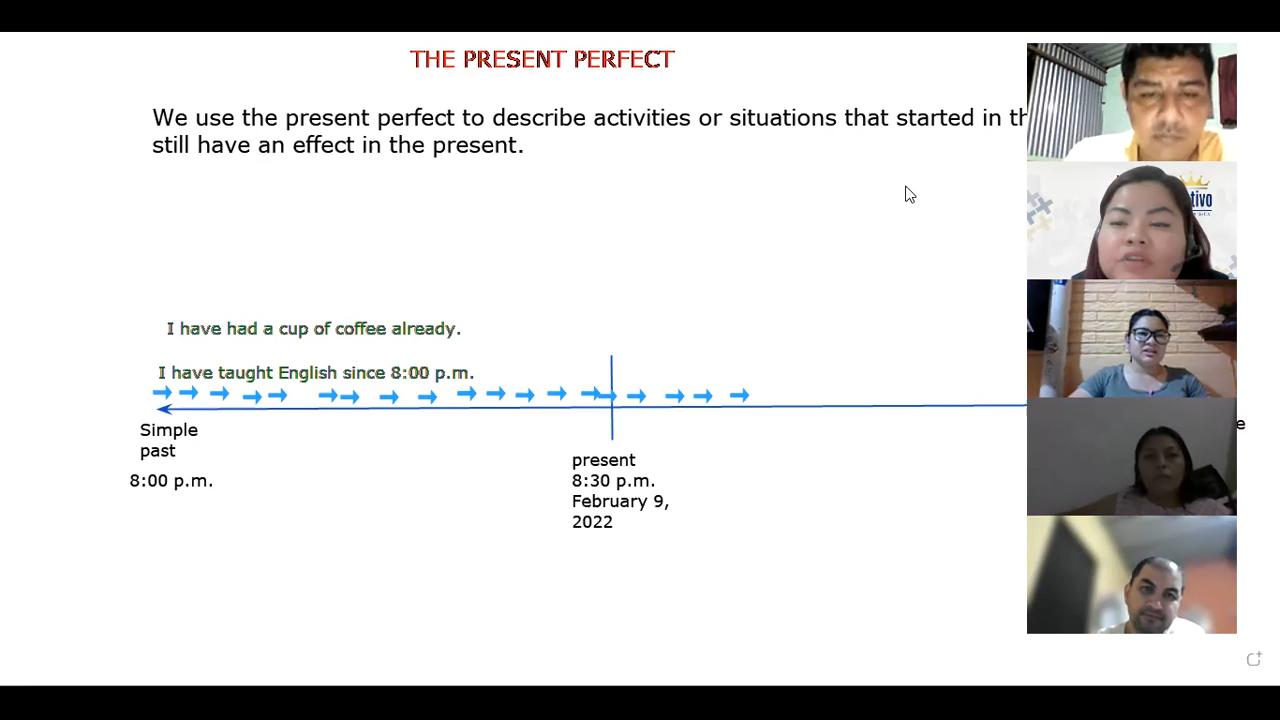 THE PRESENT PERFECT
We use the present perfect to describe activities or situations that started in
still have an effect in the present.
I have had a cup of coffee already.
I have taught English since 8:00 p.m.
Simple
past
8:00 p.m.
present
8:30 p.m.
February 9,
2022